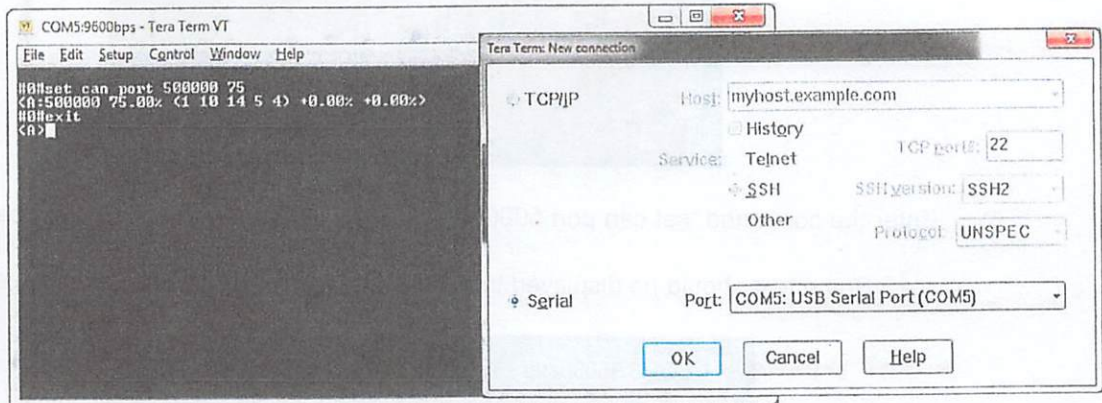 COM5:9600bps - Tera Term VT
File Edit Setup Control Window Help
#0#set can port 500000 75
<A:500000 75.00% (1 10 14 5 4) +0.00% +0.00%>
#0#exit
<A>
Tera Term: New connection
TCP/IP
Host: myhost.example.com
History
Service: Telnet
TCP port#: 22
SSH
SSH version: SSH2
Other
Protocol: UNSPEC
Serial
Port: COM5: USB Serial Port (COM5)
OK Cancel Help